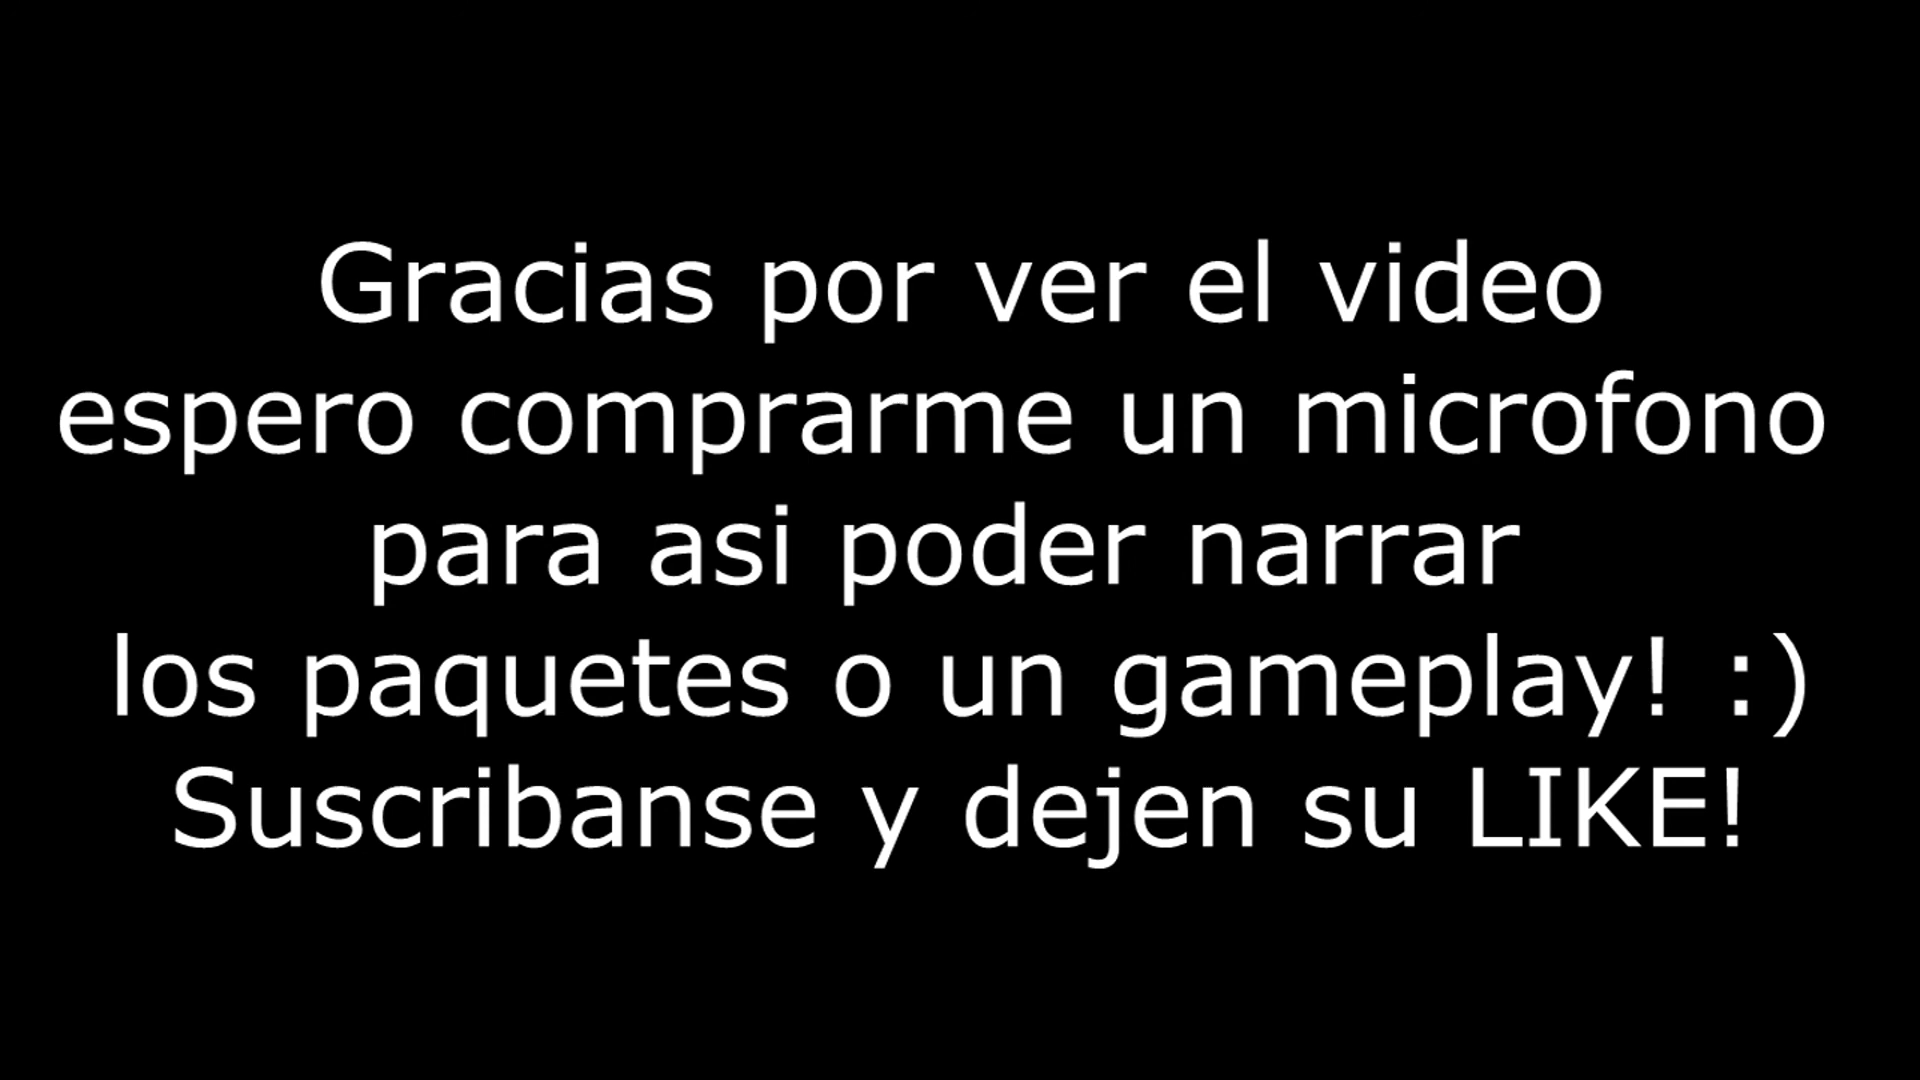 Gracias por ver el video
espero comprarme un microfono
para asi poder narrar
los paquetes o un gameplay! :)
Suscribanse y dejen su LIKE!